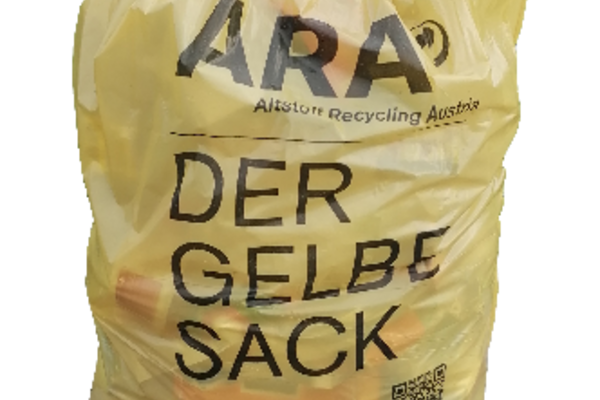 ARA
Altstoff Recycling Austria
DER
GELBE
SACK